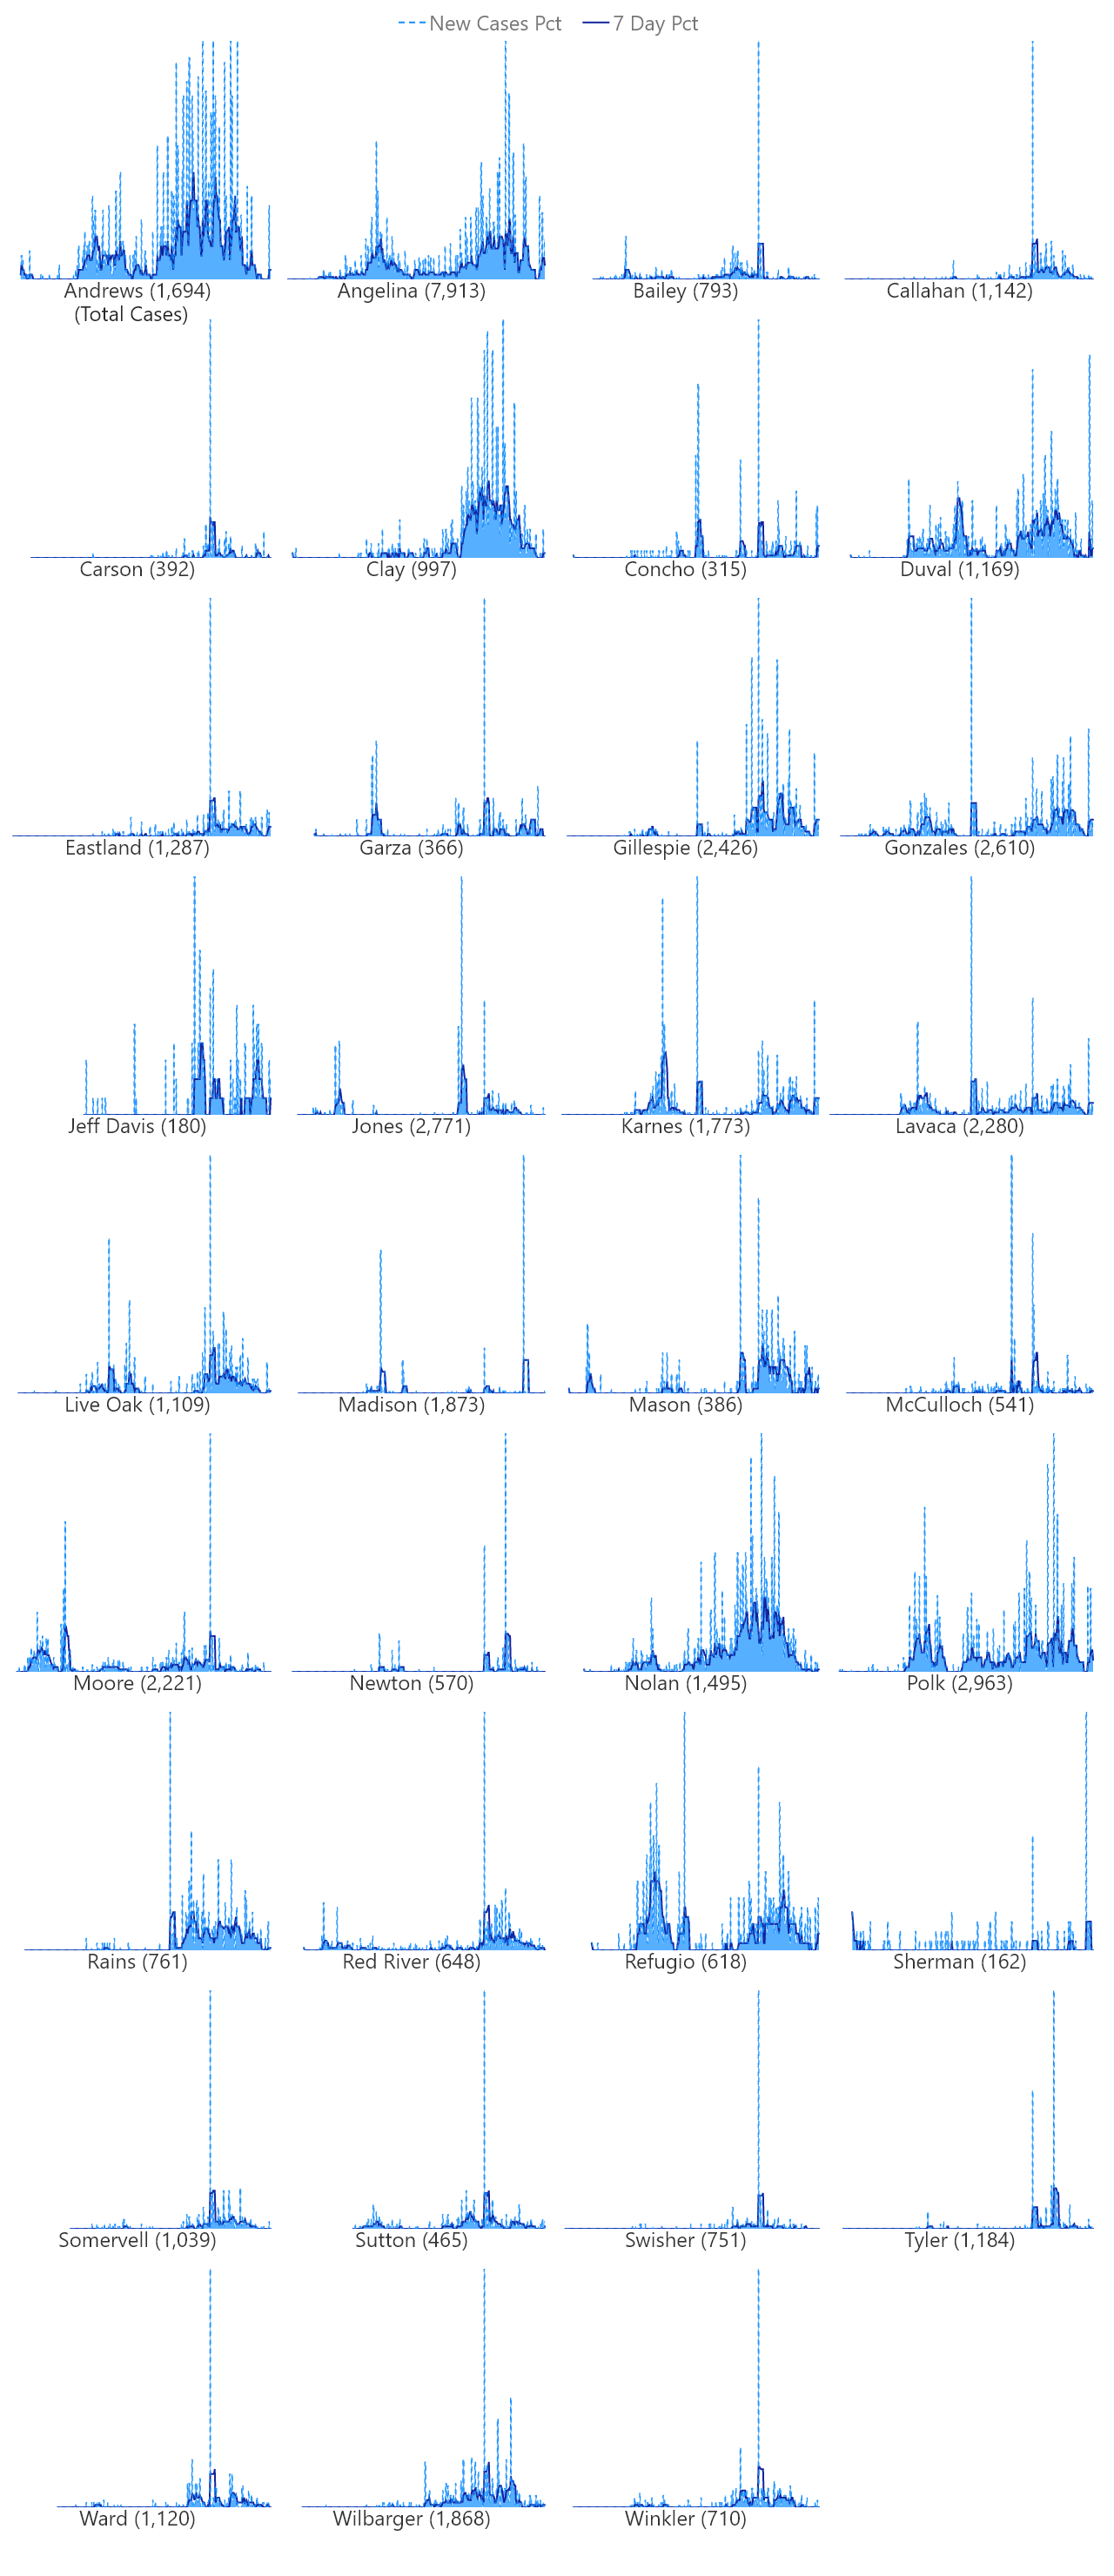 New Cases Pct 7 Day Pct
Andrews (1,694) Angelina (7,913) Bailey (793) Callahan (1,142)
(Total Cases)
Carson (392) Clay (997) Concho (315) Duval (1,169)
Eastland (1,287) Garza (366) Gillespie (2,426) Gonzales (2,610)
Jeff Davis (180) Jones (2,771) Karnes (1,773) Lavaca (2,280)
Live Oak (1,109) Madison (1,873) Mason (386) McCulloch (541)
Moore (2,221) Newton (570) Nolan (1,495) Polk (2,963)
Rains (761) Red River (648) Refugio (618) Sherman (162)
Somervell (1,039) Sutton (465) Swisher (751) Tyler (1,184)
Ward (1,120) Wilbarger (1,868) Winkler (710)